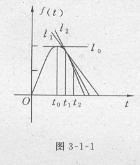 f(t)
l₁ l₂
l₀
O t₀ t₁ t₂ t
图 3-1-1